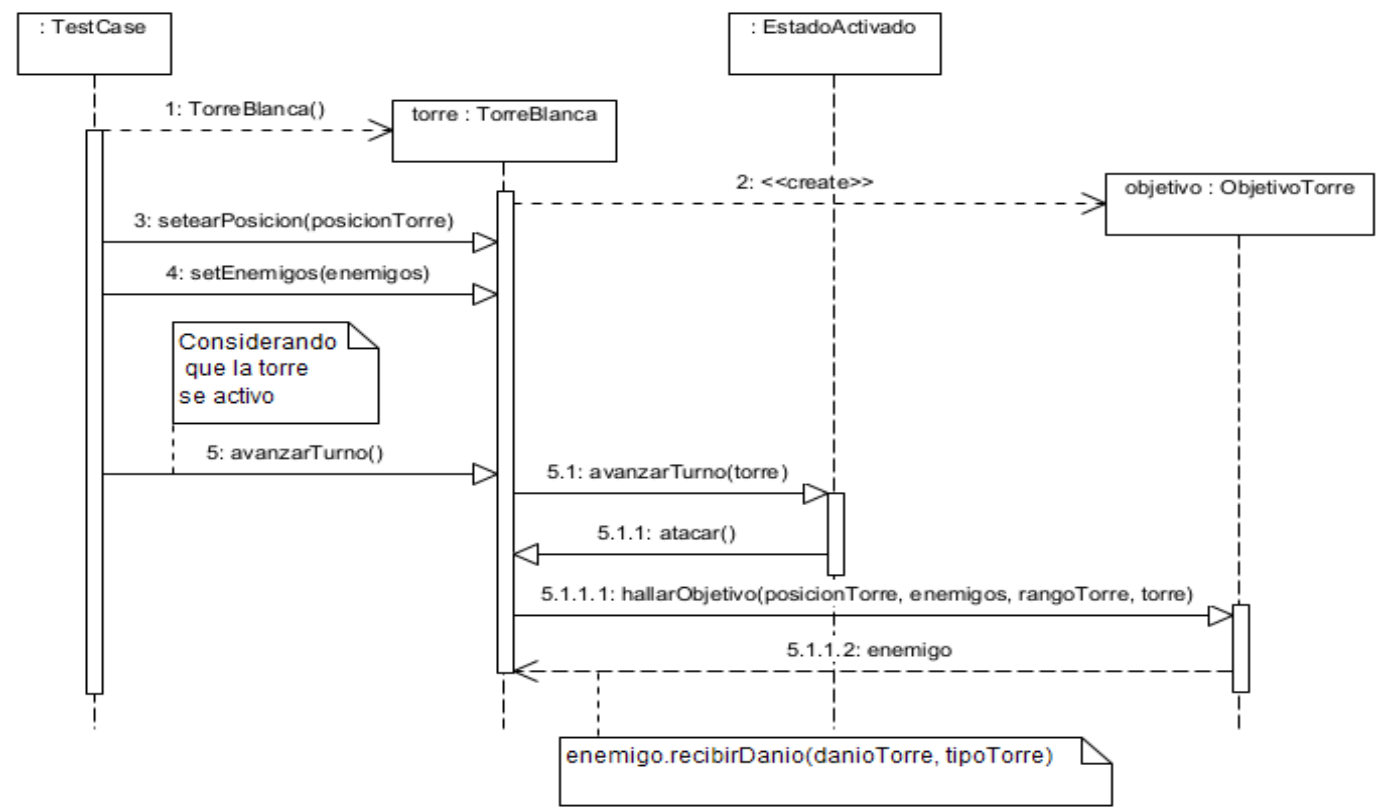 : TestCase
: EstadoActivado
1: TorreBlanca()
torre : TorreBlanca
2: <<create>>
objetivo : ObjetivoTorre
3: setearPosicion(posicionTorre)
4: setEnemigos(enemigos)
Considerando
que la torre
se activo
5: avanzarTurno()
5.1: avanzarTurno(torre)
5.1.1: atacar()
5.1.1.1: hallarObjetivo(posicionTorre, enemigos, rangoTorre, torre)
5.1.1.2: enemigo
enemigo.recibirDanio(danioTorre, tipoTorre)